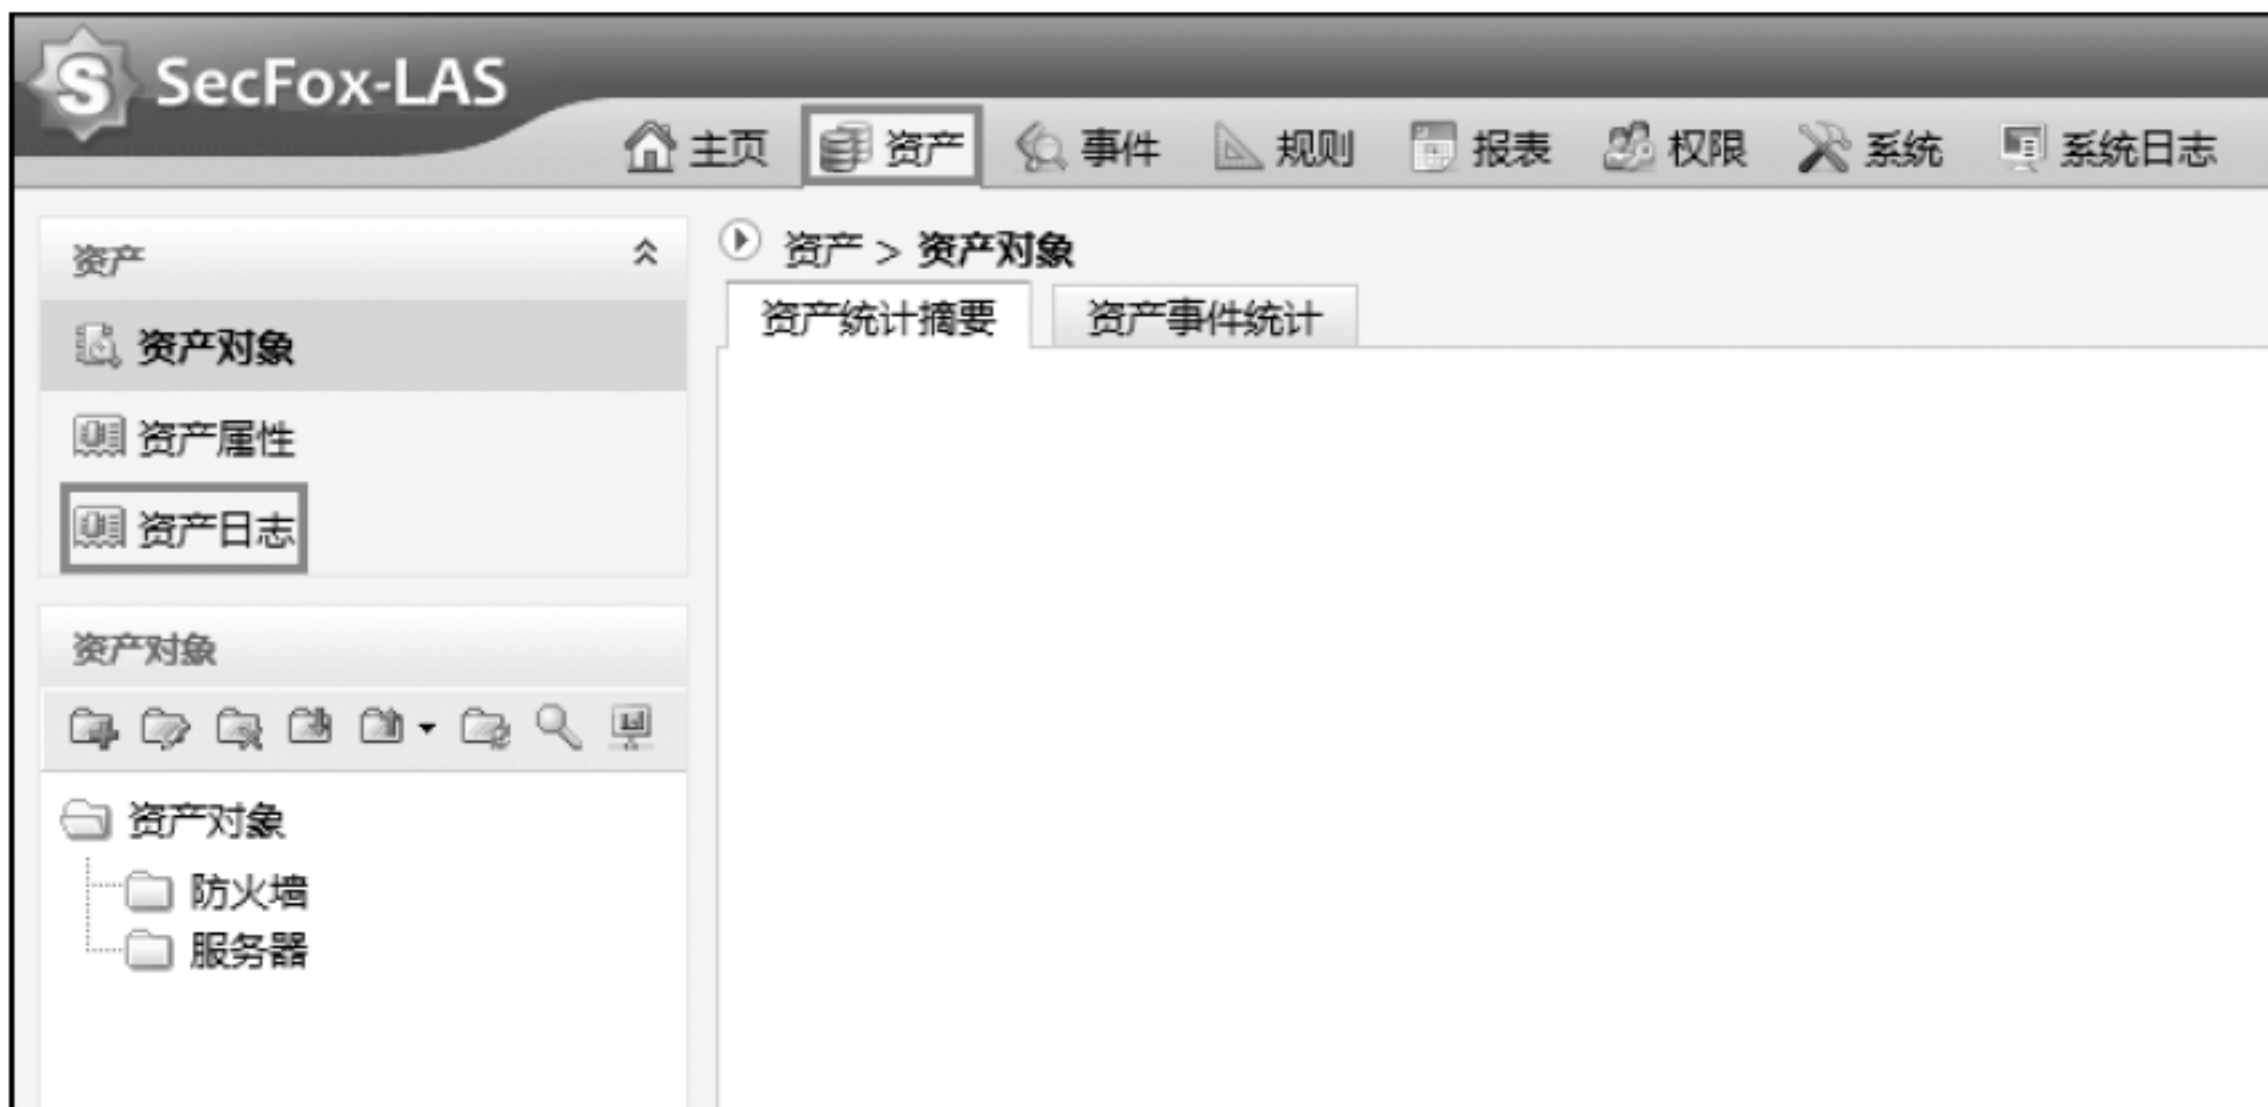 SecFox-LAS
主页 资产 事件 规则 报表 权限 系统 系统日志
资产
资产对象
资产属性
资产日志
资产对象
资产对象
防火墙
服务器
资产 > 资产对象
资产统计摘要 资产事件统计